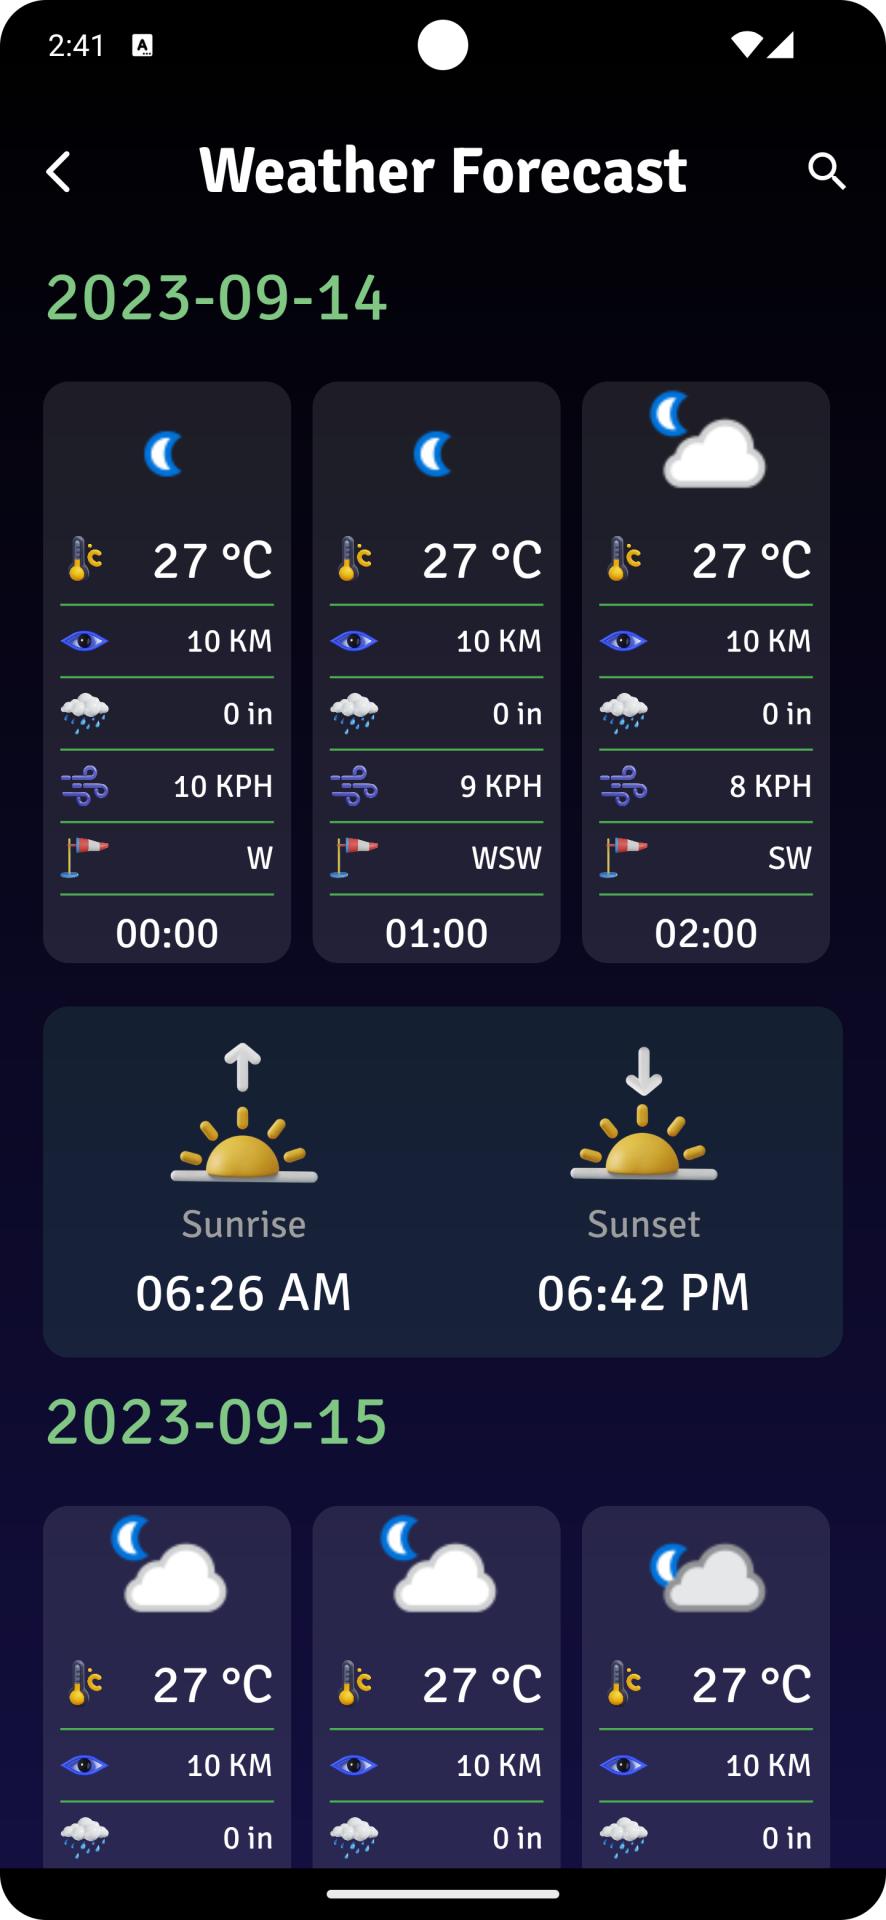 2:41
Weather Forecast
2023-09-14
27 °C 27 °C 27 °C
10 KM 10 KM 10 KM
0 in 0 in 0 in
10 KPH 9 KPH 8 KPH
W WSW SW
00:00 01:00 02:00
Sunrise Sunset
06:26 AM 06:42 PM
2023-09-15
27 °C 27 °C 27 °C
10 KM 10 KM 10 KM
0 in 0 in 0 in